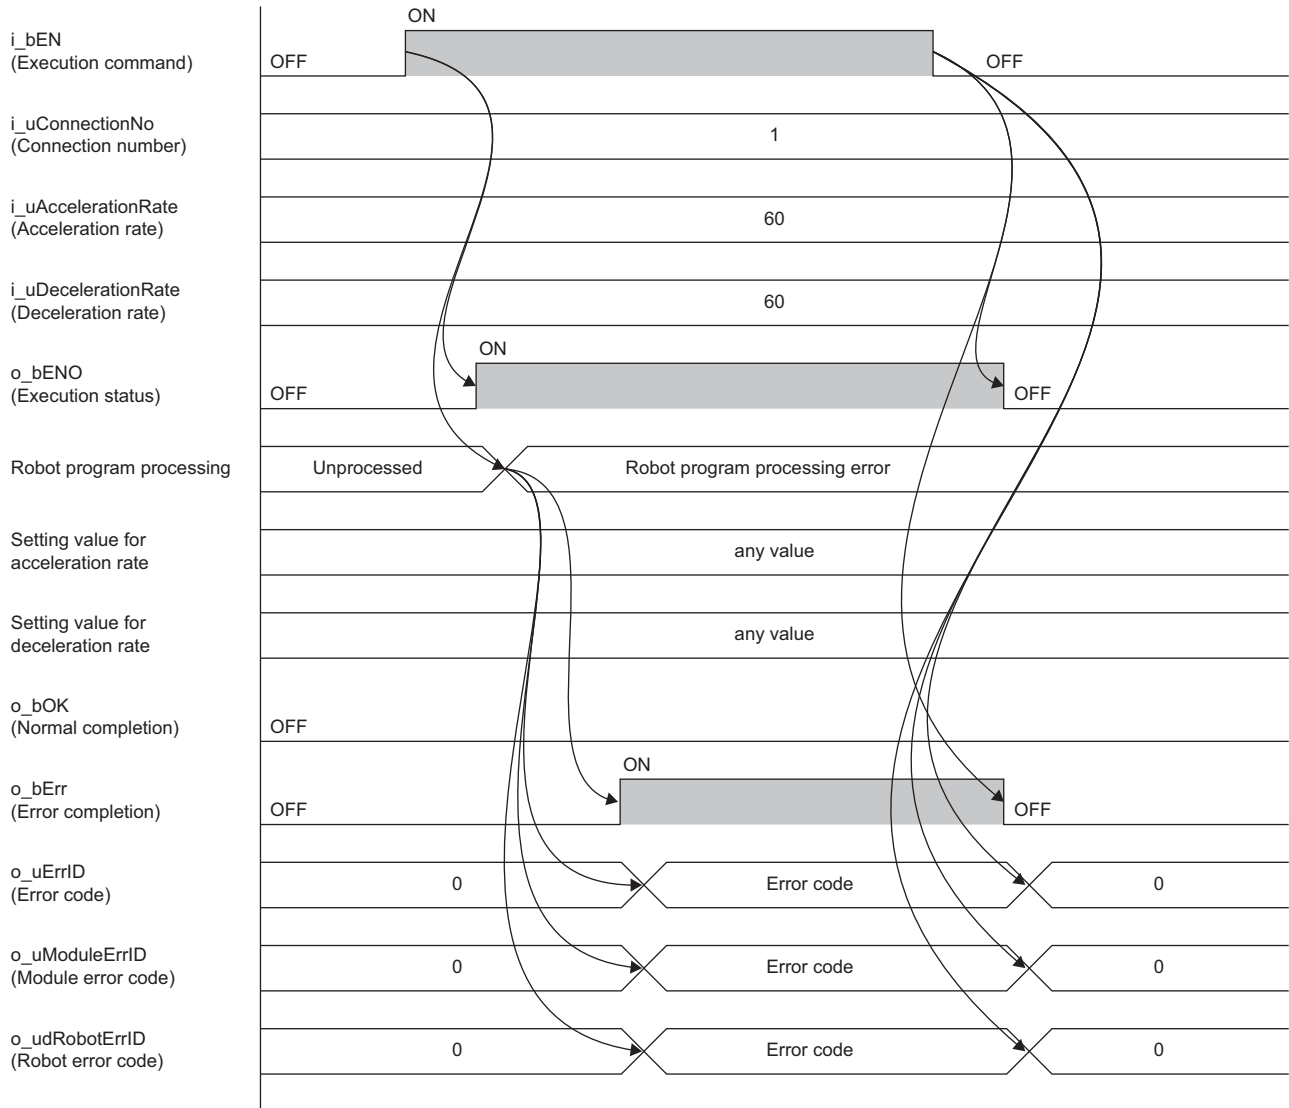 ON
i_bEN
(Execution command)
OFF
OFF
i_uConnectionNo
(Connection number)
1
i_uAccelerationRate
(Acceleration rate)
60
i_uDecelerationRate
(Deceleration rate)
60
ON
o_bENO
(Execution status)
OFF
OFF
Robot program processing
Unprocessed
Robot program processing error
Setting value for
acceleration rate
any value
Setting value for
deceleration rate
any value
o_bOK
(Normal completion)
OFF
ON
o_bErr
(Error completion)
OFF
OFF
o_uErrID
(Error code)
0
Error code
0
o_uModuleErrID
(Module error code)
0
Error code
0
o_udRobotErrID
(Robot error code)
0
Error code
0